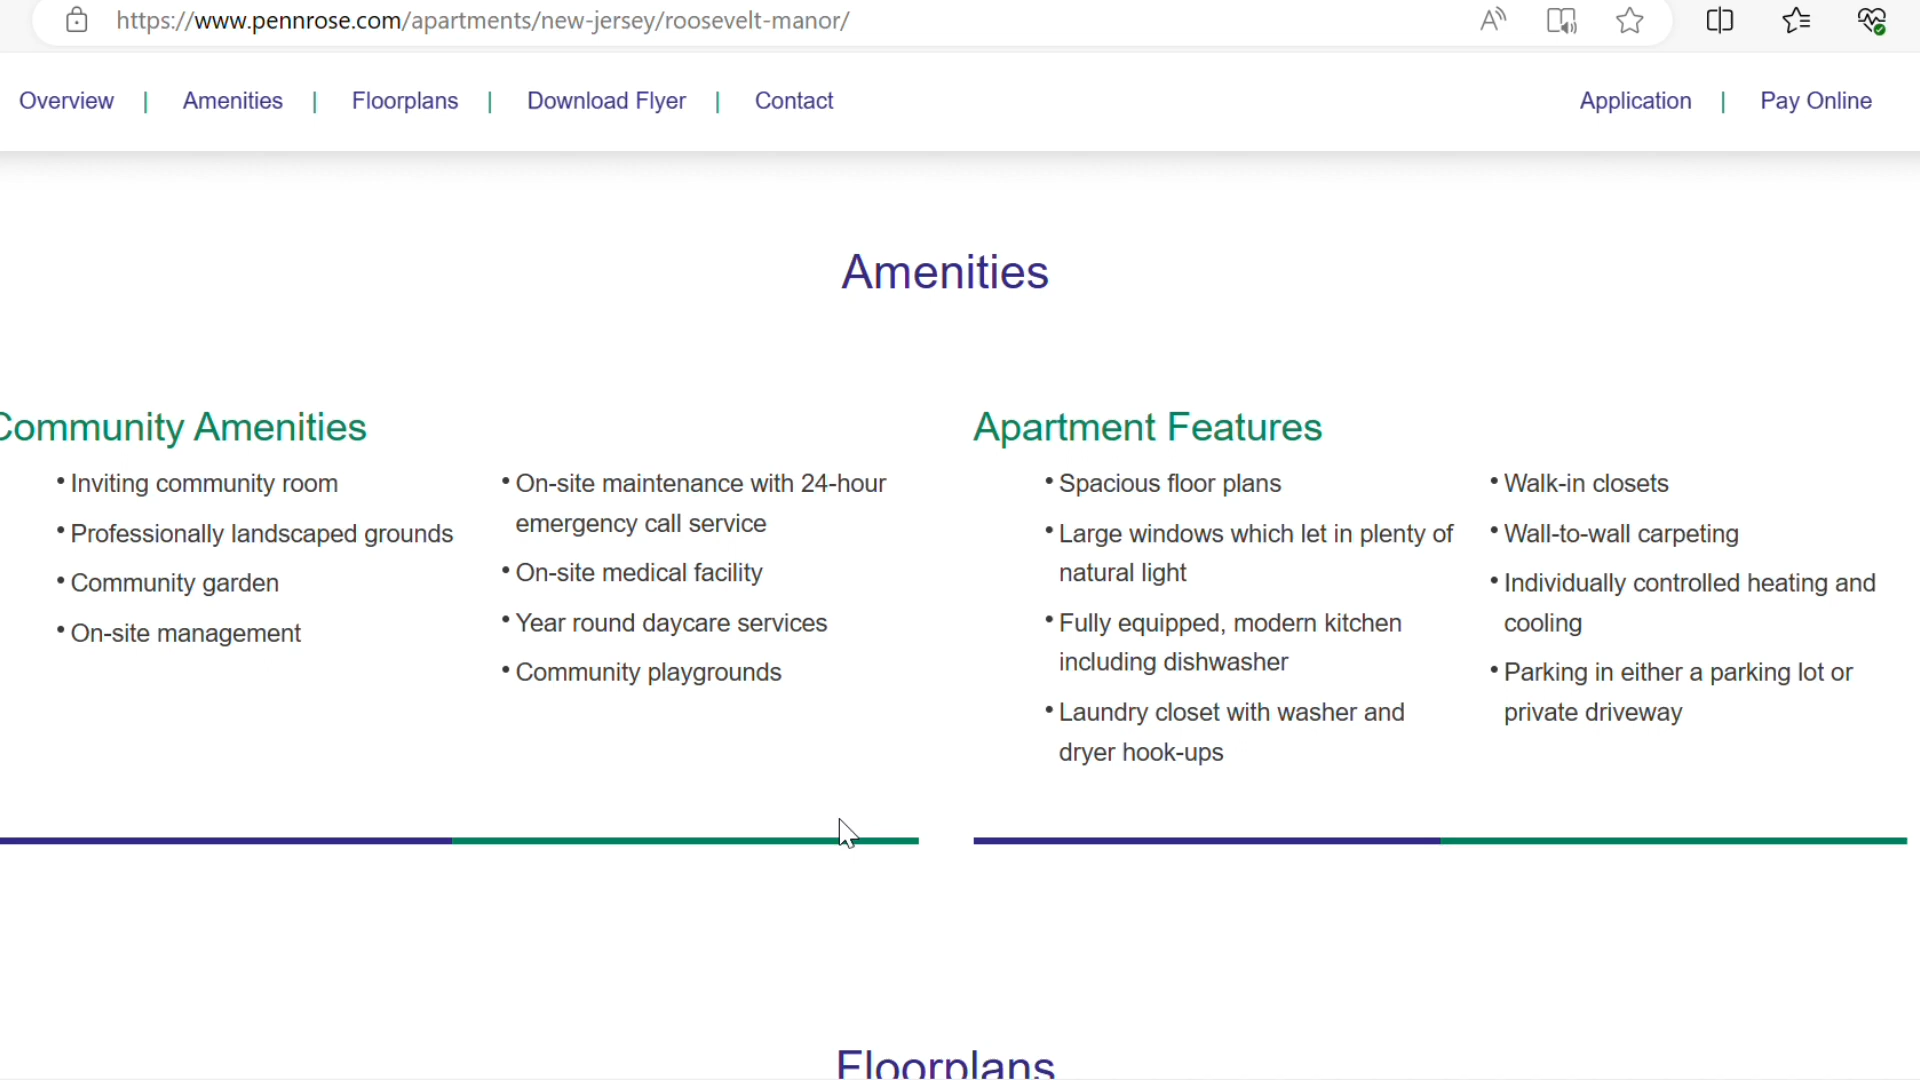 https://www.pennrose.com/apartments/new-jersey/roosevelt-manor/
Overview | Amenities | Floorplans | Download Flyer | Contact
Application | Pay Online
Amenities
Community Amenities
• Inviting community room
• Professionally landscaped grounds
• Community garden
• On-site management
• On-site maintenance with 24-hour
emergency call service
• On-site medical facility
• Year round daycare services
• Community playgrounds
Apartment Features
• Spacious floor plans
• Large windows which let in plenty of
natural light
• Fully equipped, modern kitchen
including dishwasher
• Laundry closet with washer and
dryer hook-ups
• Walk-in closets
• Wall-to-wall carpeting
• Individually controlled heating and
cooling
• Parking in either a parking lot or
private driveway
Floorplans